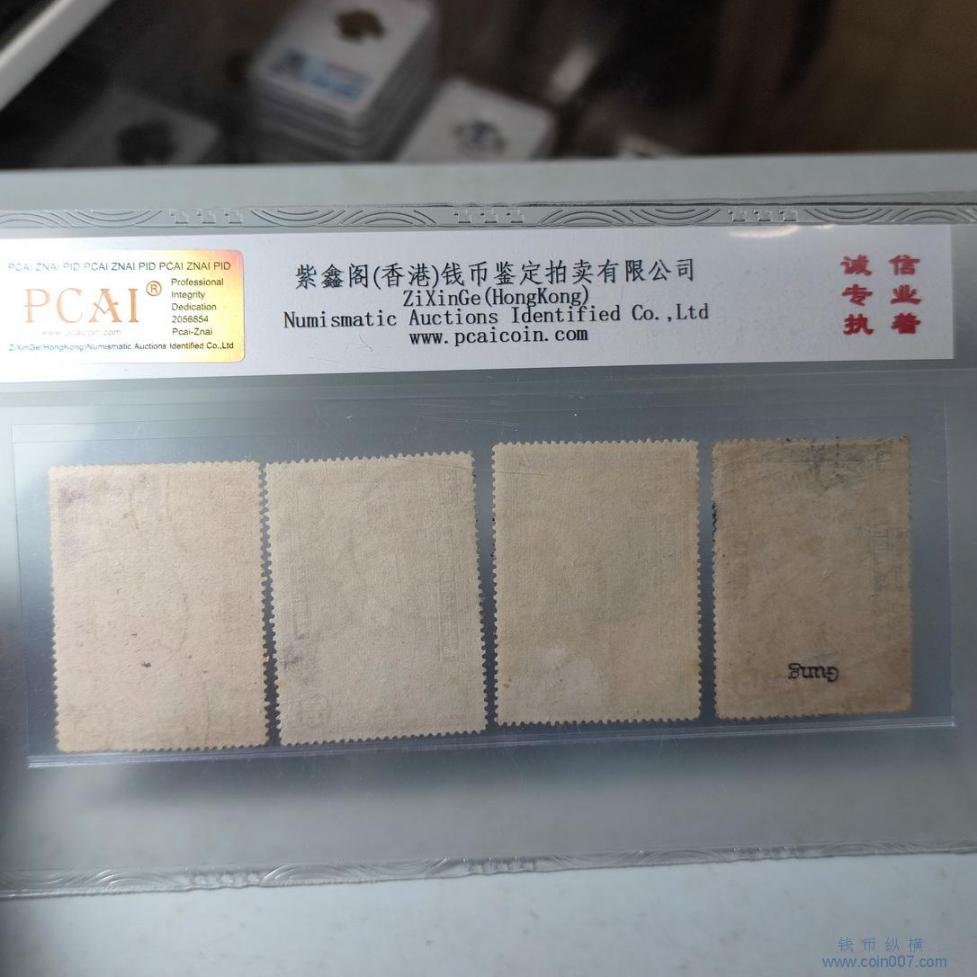 PCAI ZNAI PID PCAI ZNAI PID PCAI ZNAI PID
PCAI®
www.pcaicoin.com
Professional
Integrity
Dedication
2056854
Pcai-Znai
ZiXinGe(HongKong)Numismatic Auctions Identified Co.,Ltd
紫鑫阁(香港)钱币鉴定拍卖有限公司
ZiXinGe(HongKong)
Numismatic Auctions Identified Co.,Ltd
www.pcaicoin.com
诚信
专业
执着
Gung
钱币纵横
www.coin007.com